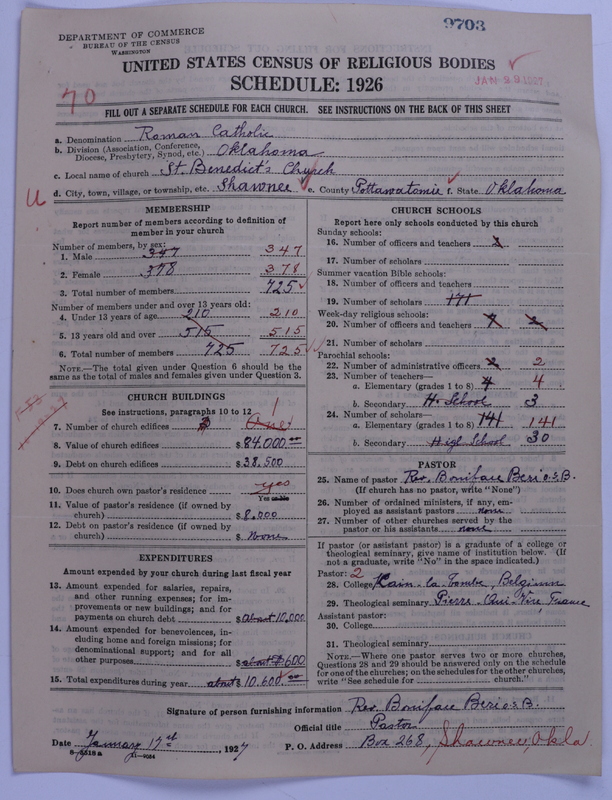 9703
DEPARTMENT OF COMMERCE
BUREAU OF THE CENSUS
WASHINGTON
UNITED STATES CENSUS OF RELIGIOUS BODIES
JAN 29 1927
SCHEDULE: 1926
70
FILL OUT A SEPARATE SCHEDULE FOR EACH CHURCH. SEE INSTRUCTIONS ON THE BACK OF THIS SHEET
a. Denomination Roman Catholic
b. Division (Association, Conference, Diocese, Presbytery, Synod, etc.) Oklahoma
c. Local name of church St. Benedict's Church
d. City, town, village, or township, etc. Shawnee e. County Pottawatomie f. State Oklahoma
MEMBERSHIP
Report number of members according to definition of
member in your church
Number of members, by sex:
1. Male 347 347
2. Female 378 378
3. Total number of members 725
Number of members under and over 13 years old:
4. Under 13 years of age 210 210
5. 13 years old and over 515 515
6. Total number of members 725 725
NOTE.—The total given under Question 6 should be
same as the total of males and females given under Question 3.
CHURCH BUILDINGS
See instructions, paragraphs 10 to 12
7. Number of church edifices One 1
8. Value of church edifices $84.000.00
9. Debt on church edifices $38.500
10. Does church own pastor's residence yes
Yes or No
11. Value of pastor's residence (if owned by
church) $8.000
12. Debt on pastor's residence (if owned by
church) $ None
EXPENDITURES
Amount expended by your church during last fiscal year
13. Amount expended for salaries, repairs,
and other running expenses; for im-
provements or new buildings; and for
payments on church debt $ about 10,000
14. Amount expended for benevolences, in-
cluding home and foreign missions; for
denominational support; and for all
other purposes $ about $600
15. Total expenditures during year about $10.600.00
CHURCH SCHOOLS
Report here only schools conducted by this church
Sunday schools:
16. Number of officers and teachers
17. Number of scholars
Summer vacation Bible schools:
18. Number of officers and teachers
19. Number of scholars 171
Week-day religious schools:
20. Number of officers and teachers
21. Number of scholars
Parochial schools:
22. Number of administrative officers 2
23. Number of teachers—
a. Elementary (grades 1 to 8) 4
b. Secondary H. School 3
24. Number of scholars—
a. Elementary (grades 1 to 8) 141 141
b. Secondary High School 30
PASTOR
25. Name of pastor Rev. Boniface Beri O.S.B.
(If church has no pastor, write "None")
26. Number of ordained ministers, if any, em-
ployed as assistant pastors none
27. Number of other churches served by the
pastor or his assistants none
If pastor (or assistant pastor) is a graduate of a college or
theological seminary, give name of institution below. (If
not a graduate, write "No" in the space indicated.)
Pastor: 2
28. College Kain-la-Tombe, Belgium
29. Theological seminary Pierre-Qui-Vire, France
Assistant pastor:
30. College
31. Theological seminary
NOTE.—Where one pastor serves two or more churches,
Questions 28 and 29 should be answered only on the schedule
for one of the churches; on the schedules for the other churches,
write "See schedule for church."
Signature of person furnishing information Rev. Boniface Beri O.S.B.
Official title Pastor
Date January 17, 1927 P. O. Address Box 268, Shawnee, Okla.